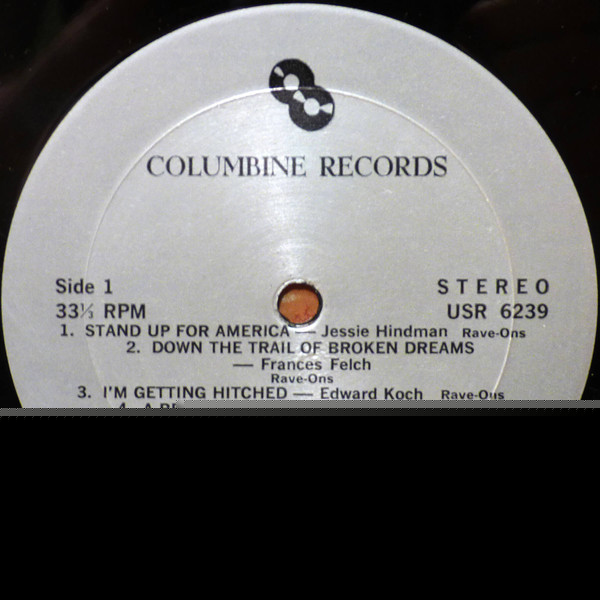 COLUMBINE RECORDS
Side 1
STEREO
33⅓ RPM
USR 6239
1. STAND UP FOR AMERICA — Jessie Hindman Rave-Ons
2. DOWN THE TRAIL OF BROKEN DREAMS
— Frances Felch
Rave-Ons
3. I'M GETTING HITCHED — Edward Koch Rave-Ons
4. A